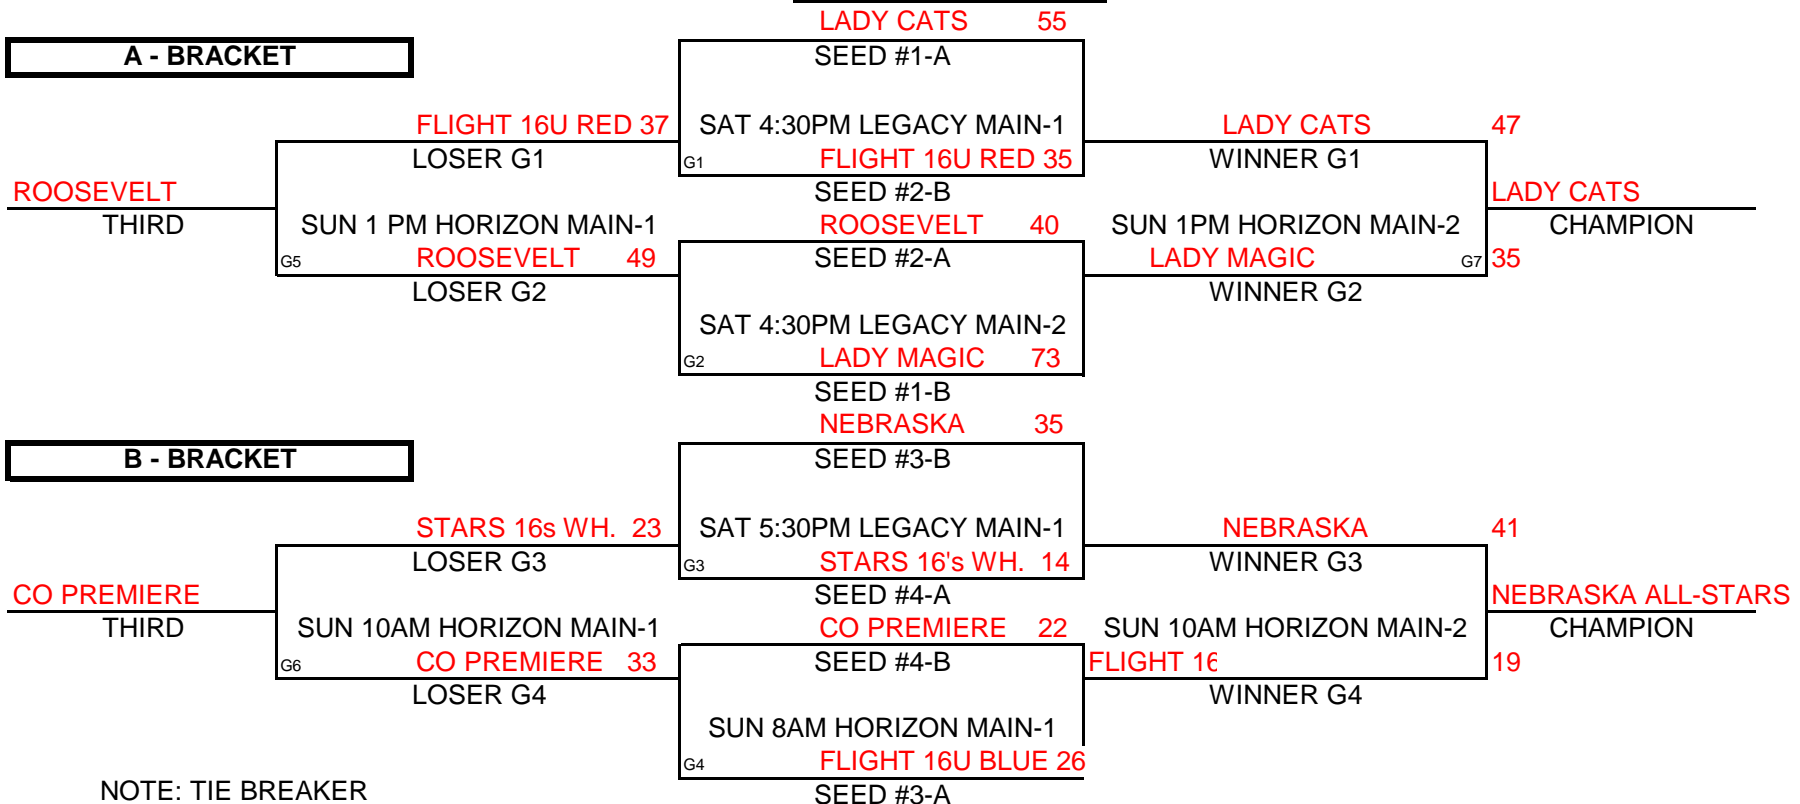 LADY CATS 55
A - BRACKET SEED #1-A
FLIGHT 16U RED 37 SAT 4:30PM LEGACY MAIN-1 LADY CATS 47
LOSER G1 G1 FLIGHT 16U RED 35 WINNER G1
ROOSEVELT SEED #2-B LADY CATS
THIRD SUN 1 PM HORIZON MAIN-1 ROOSEVELT 40 SUN 1PM HORIZON MAIN-2 CHAMPION
G5 ROOSEVELT 49 SEED #2-A LADY MAGIC G7 35
LOSER G2 WINNER G2
SAT 4:30PM LEGACY MAIN-2
G2 LADY MAGIC 73
SEED #1-B
NEBRASKA 35
B - BRACKET SEED #3-B
STARS 16s WH. 23 SAT 5:30PM LEGACY MAIN-1 NEBRASKA 41
LOSER G3 G3 STARS 16's WH. 14 WINNER G3
CO PREMIERE SEED #4-A NEBRASKA ALL-STARS
THIRD SUN 10AM HORIZON MAIN-1 CO PREMIERE 22 SUN 10AM HORIZON MAIN-2 CHAMPION
G6 CO PREMIERE 33 SEED #4-B FLIGHT 16 19
LOSER G4 WINNER G4
SUN 8AM HORIZON MAIN-1
G4 FLIGHT 16U BLUE 26
NOTE: TIE BREAKER SEED #3-A